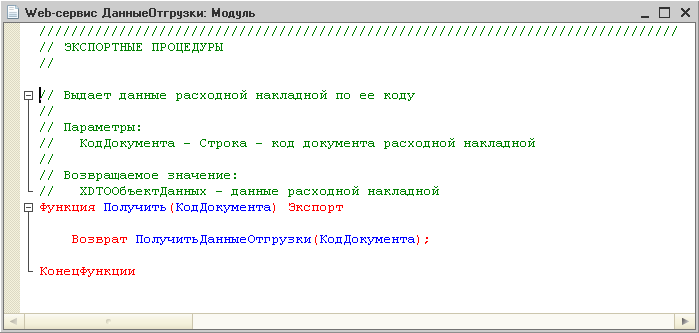 Web-сервис ДанныеОтгрузки: Модуль
////////////////////////////////////////////////////////////////////////////////
// ЭКСПОРТНЫЕ ПРОЦЕДУРЫ
//
// Выдает данные расходной накладной по ее коду
//
// Параметры:
//   КодДокумента - Строка - код документа расходной накладной
//
// Возвращаемое значение:
//   XDTOОбъектДанных - данные расходной накладной
Функция Получить(КодДокумента) Экспорт
    Возврат ПолучитьДанныеОтгрузки(КодДокумента);
КонецФункции